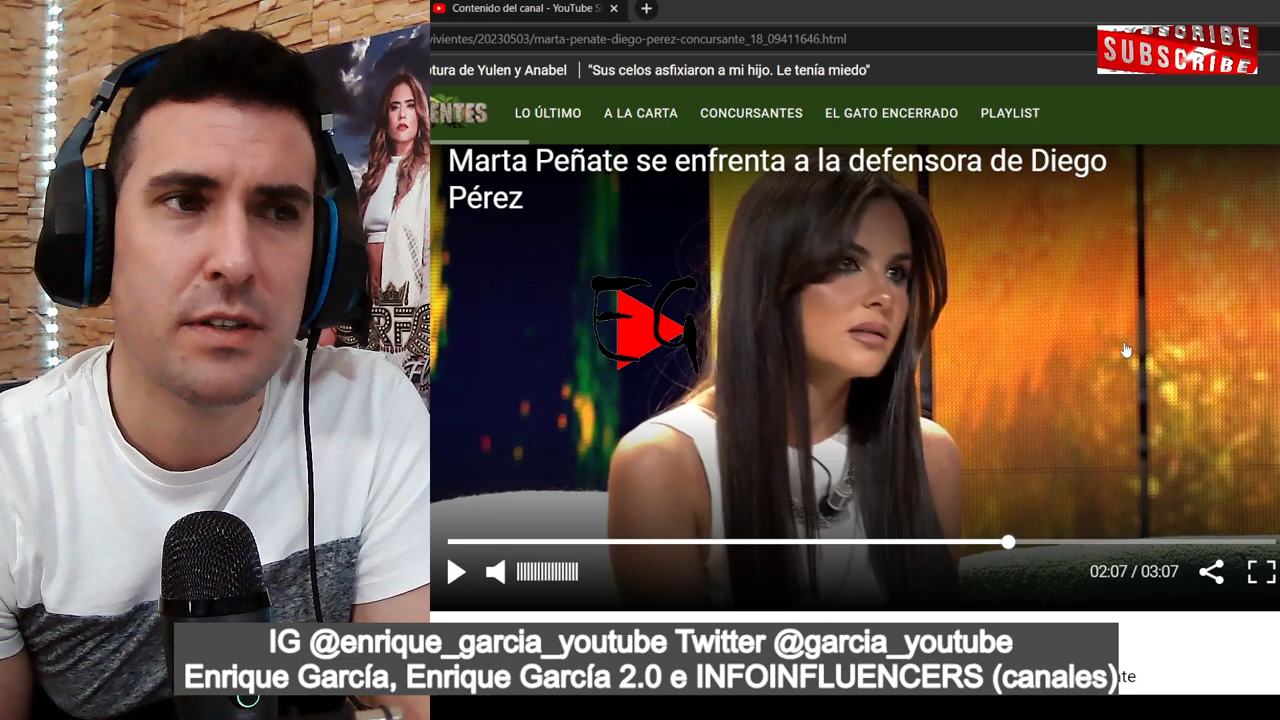 Contenido del canal - YouTube S
vivientes/20230503/marta-penate-diego-perez-concursante_18_09411646.html
SUBSCRIBE
SUBSCRIBE
tura de Yulen y Anabel
"Sus celos asfixiaron a mi hijo. Le tenía miedo"
ENTES
LO ÚLTIMO
A LA CARTA
CONCURSANTES
EL GATO ENCERRADO
PLAYLIST
Marta Peñate se enfrenta a la defensora de Diego
Pérez
EG
02:07 / 03:07
IG @enrique_garcia_youtube Twitter @garcia_youtube
Enrique García, Enrique García 2.0 e INFOINFLUENCERS (canales)
te